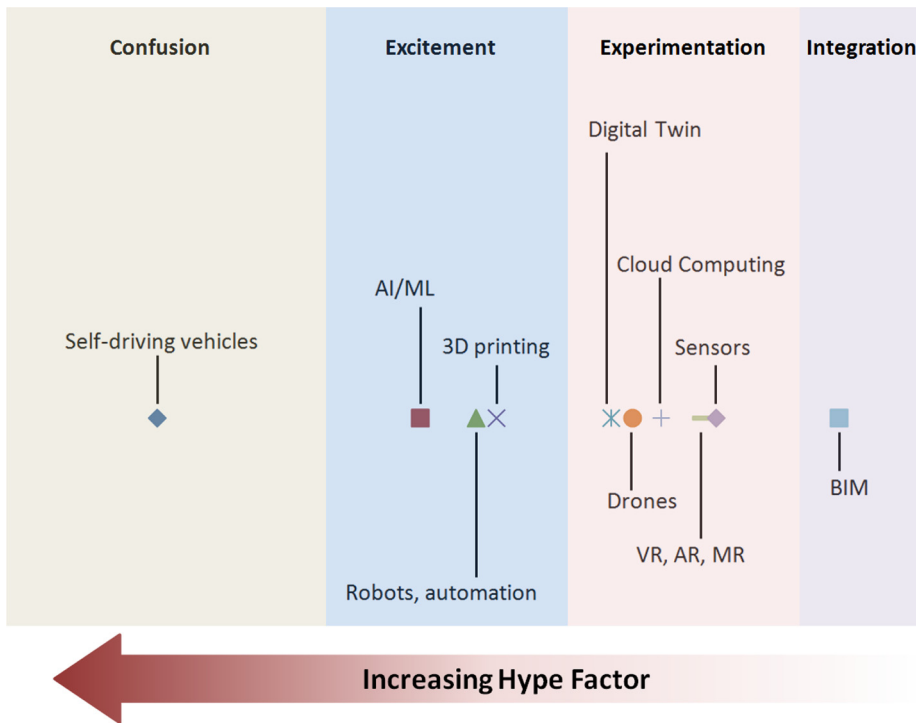 Confusion
Excitement
Experimentation
Integration
Digital Twin
Cloud Computing
AI/ML
Self-driving vehicles
3D printing
Sensors
Drones
BIM
VR, AR, MR
Robots, automation
Increasing Hype Factor